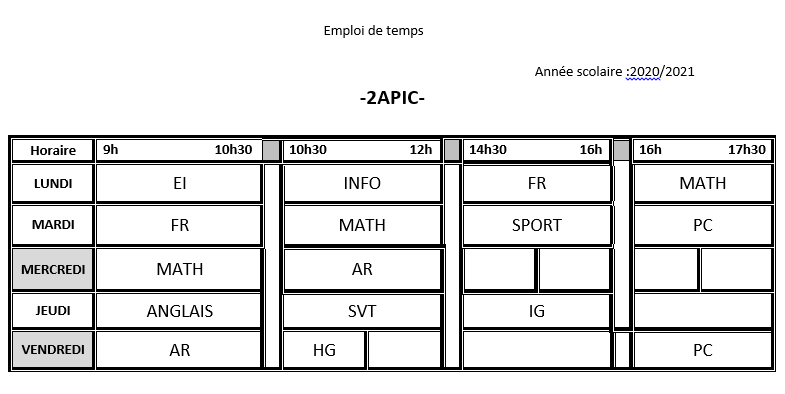 Emploi de temps
Année scolaire :2020/2021
-2APIC-
Horaire 9h 10h30 10h30 12h 14h30 16h 16h 17h30
LUNDI EI INFO FR MATH
MARDI FR MATH SPORT PC
MERCREDI MATH AR
JEUDI ANGLAIS SVT IG
VENDREDI AR HG PC